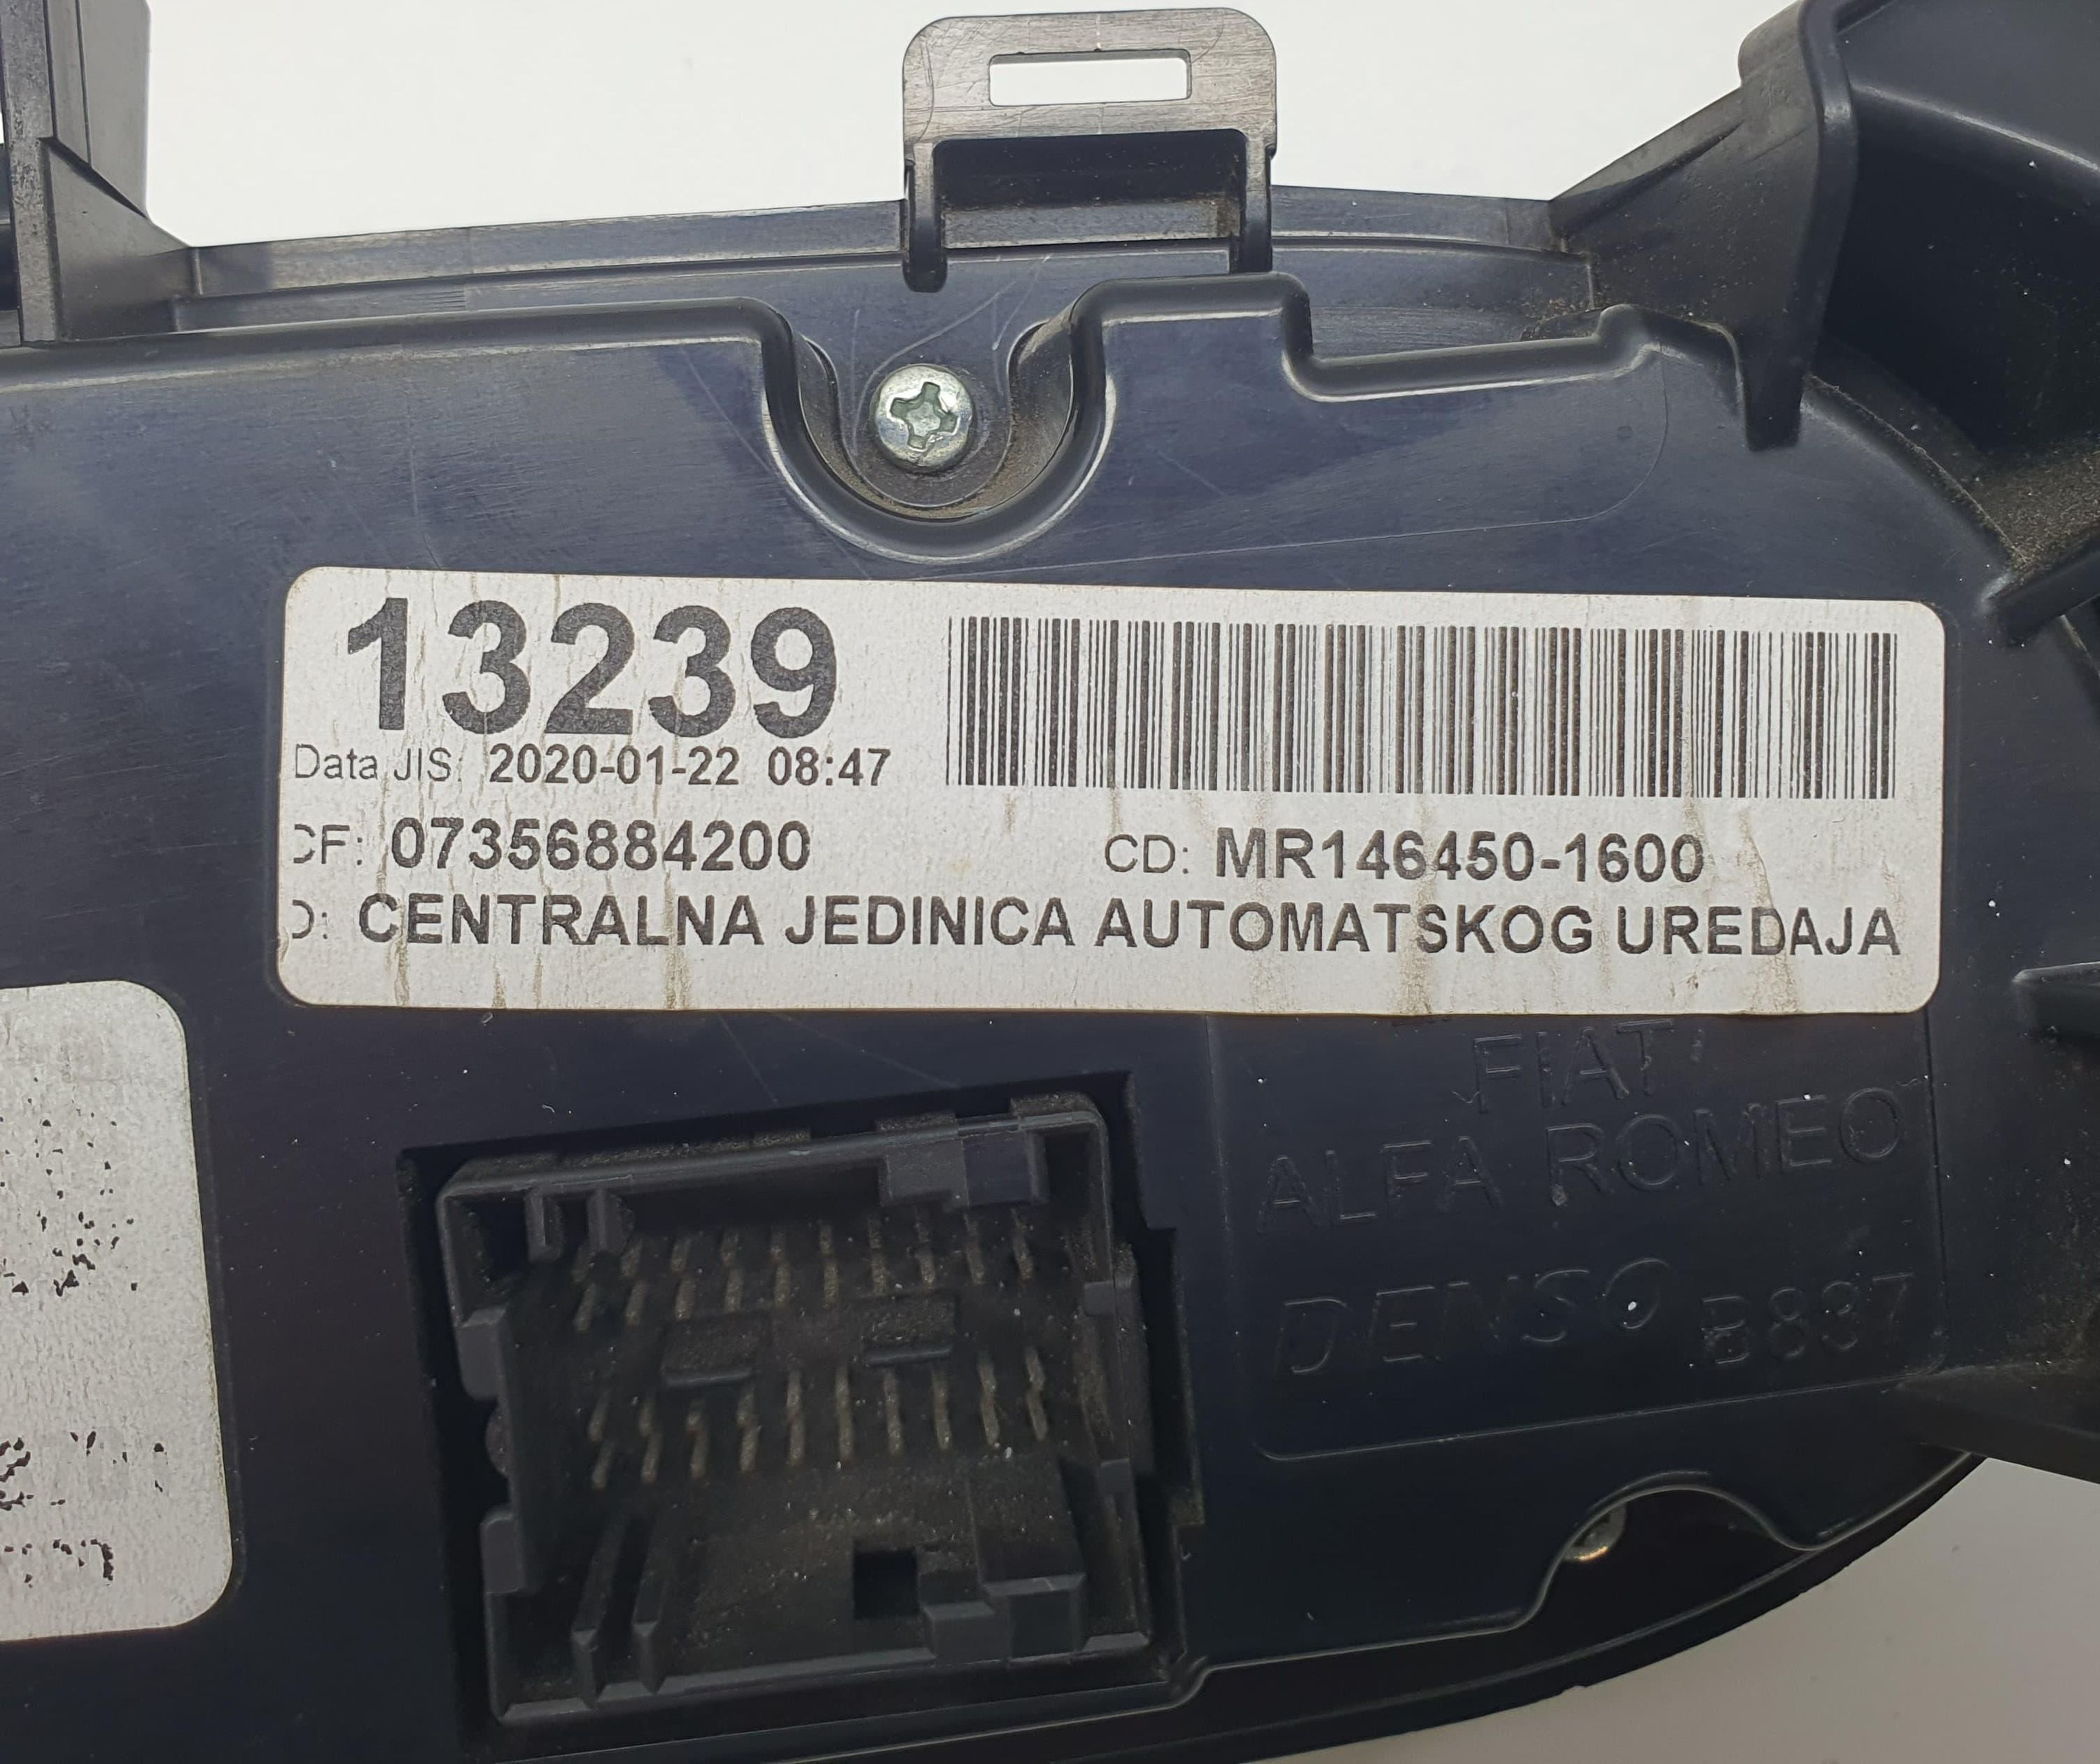 13239
Data JIS: 2020-01-22 08:47
CF: 07356884200 CD: MR146450-1600
D: CENTRALNA JEDINICA AUTOMATSKOG UREDAJA
FIAT
ALFA ROMEO
DENSO B837